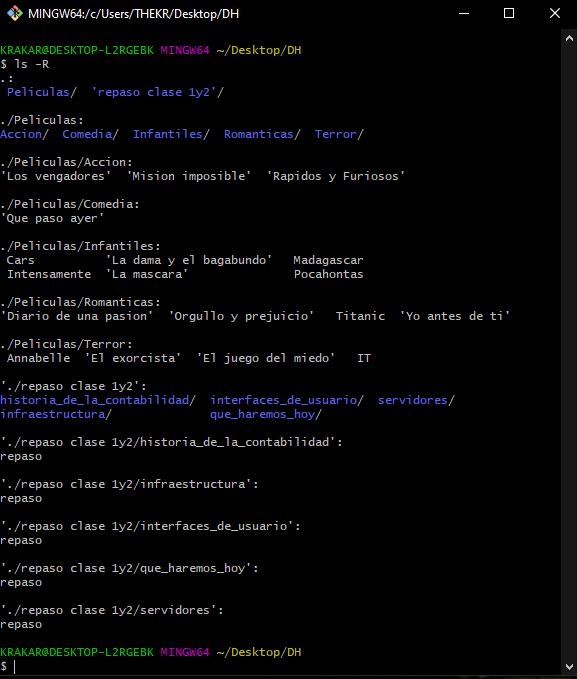 MINGW64:/c/Users/THEKR/Desktop/DH
KRAKAR@DESKTOP-L2RGEBK MINGW64 ~/Desktop/DH
$ ls -R
.:
 Peliculas/  'repaso clase 1y2'/
./Peliculas:
Accion/  Comedia/  Infantiles/  Romanticas/  Terror/
./Peliculas/Accion:
'Los vengadores'  'Mision imposible'  'Rapidos y Furiosos'
./Peliculas/Comedia:
'Que paso ayer'
./Peliculas/Infantiles:
 Cars          'La dama y el bagabundo'   Madagascar
 Intensamente  'La mascara'               Pocahontas
./Peliculas/Romanticas:
'Diario de una pasion'  'Orgullo y prejuicio'   Titanic  'Yo antes de ti'
./Peliculas/Terror:
 Annabelle  'El exorcista'  'El juego del miedo'   IT
'./repaso clase 1y2':
historia_de_la_contabilidad/  interfaces_de_usuario/  servidores/
infraestructura/              que_haremos_hoy/
'./repaso clase 1y2/historia_de_la_contabilidad':
repaso
'./repaso clase 1y2/infraestructura':
repaso
'./repaso clase 1y2/interfaces_de_usuario':
repaso
'./repaso clase 1y2/que_haremos_hoy':
repaso
'./repaso clase 1y2/servidores':
repaso
KRAKAR@DESKTOP-L2RGEBK MINGW64 ~/Desktop/DH
$